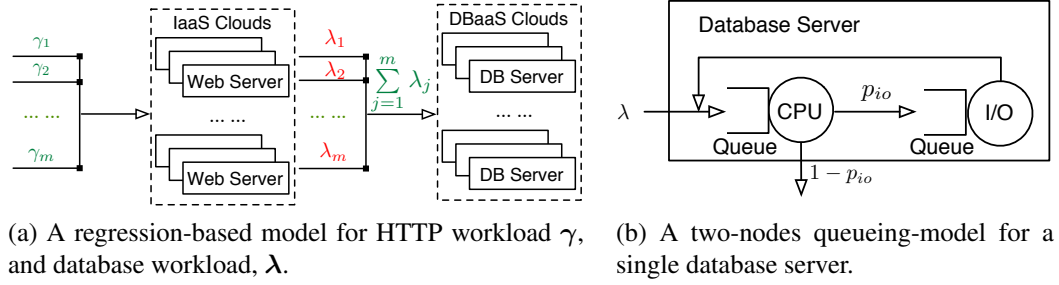 IaaS Clouds
DBaaS Clouds
γ1
γ2
... ...
γm
Web Server
... ...
Web Server
λ1
λ2
... ...
λm
m
∑ λj
j=1
DB Server
... ...
DB Server
(a) A regression-based model for HTTP workload γ,
and database workload, λ.
Database Server
λ
CPU
pio
I/O
Queue
Queue
1 − pio
(b) A two-nodes queueing-model for a
single database server.